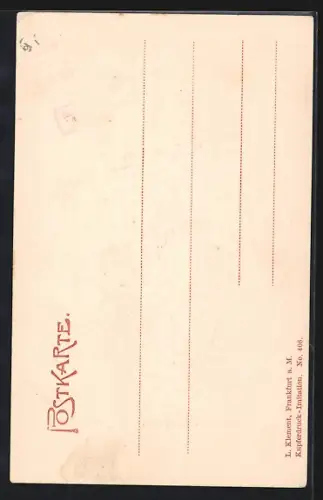 POSTKARTE.
L. Klement, Frankfurt a. M.
Kupferdruck-Imitation. No. 408.